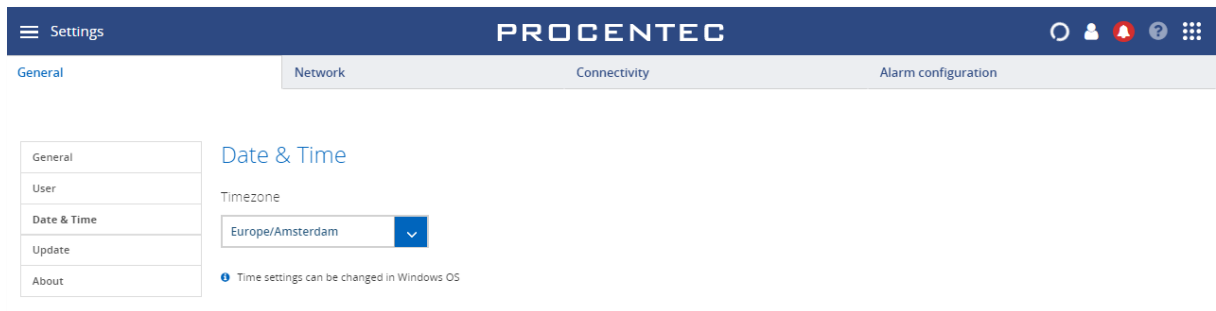 Settings
PROCENTEC
General
Network
Connectivity
Alarm configuration
General
User
Date & Time
Update
About
Date & Time
Timezone
Europe/Amsterdam
Time settings can be changed in Windows OS